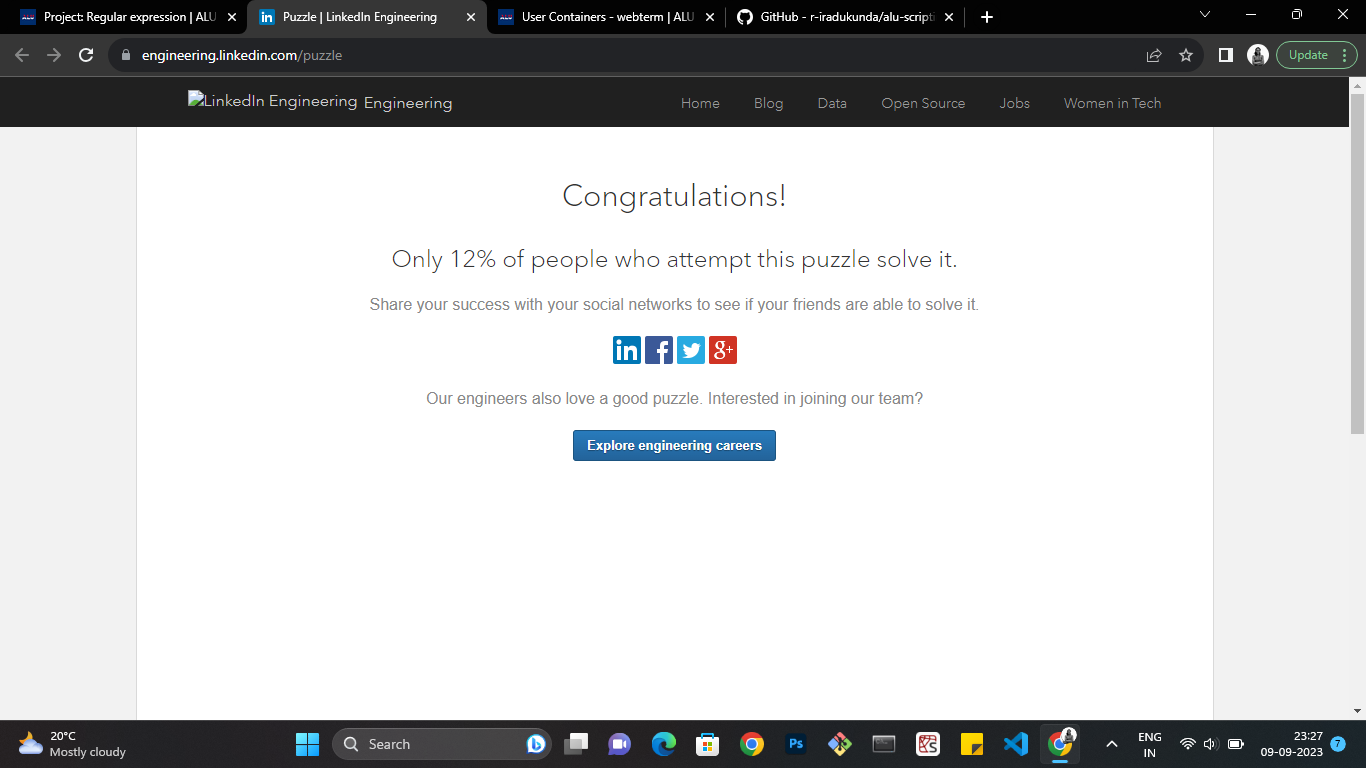 Project: Regular expression | ALU
Puzzle | LinkedIn Engineering
User Containers - webterm | ALU
GitHub - r-iradukunda/alu-scripti
engineering.linkedin.com/puzzle
Update
LinkedIn Engineering Engineering
Home Blog Data Open Source Jobs Women in Tech
Congratulations!
Only 12% of people who attempt this puzzle solve it.
Share your success with your social networks to see if your friends are able to solve it.
in f g+
Our engineers also love a good puzzle. Interested in joining our team?
Explore engineering careers
20°C
Mostly cloudy
Search
Ps
ENG
IN
23:27
09-09-2023
7